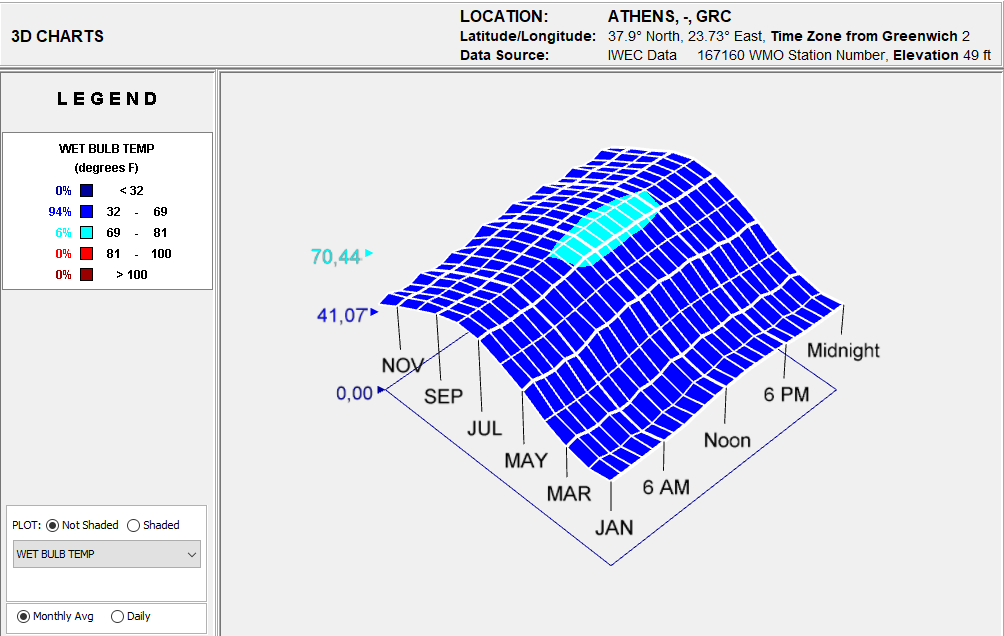 3D CHARTS
LOCATION: ATHENS, -, GRC
Latitude/Longitude: 37.9° North, 23.73° East, Time Zone from Greenwich 2
Data Source: IWEC Data 167160 WMO Station Number, Elevation 49 ft
LEGEND
WET BULB TEMP
(degrees F)
0% < 32
94% 32 - 69
6% 69 - 81
0% 81 - 100
0% > 100
70,44
41,07
0,00
NOV
SEP
JUL
MAY
MAR
JAN
6 AM
Noon
6 PM
Midnight
PLOT: Not Shaded Shaded
WET BULB TEMP
Monthly Avg Daily